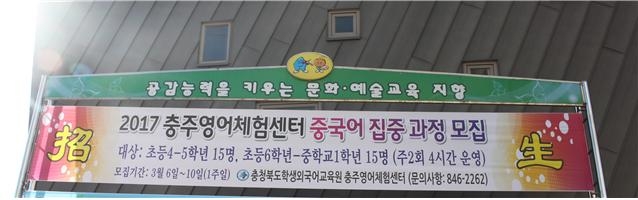 공감능력을 키우는 문화·예술교육 지향
招
2017 충주영어체험센터 중국어 집중 과정 모집
대상: 초등4-5학년 15명, 초등6학년-중학교1학년 15명 (주2회 4시간 운영)
모집기간: 3월 6일~10일(1주일) 충청북도학생외국어교육원 충주영어체험센터 (문의사항: 846-2262)
生